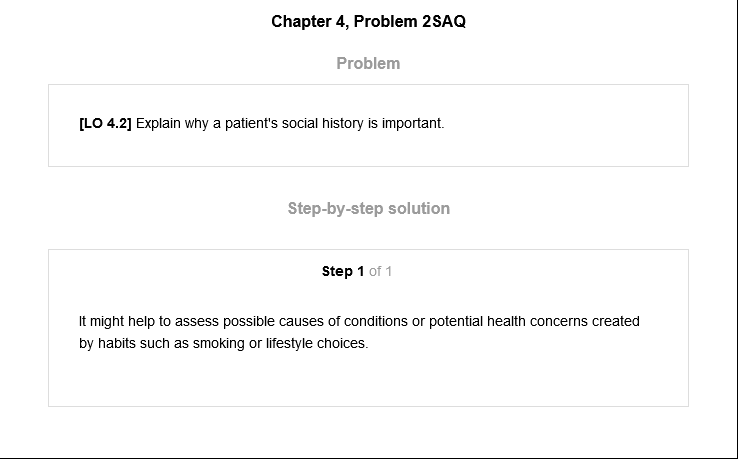 Chapter 4, Problem 2SAQ
Problem
[LO 4.2] Explain why a patient's social history is important.
Step-by-step solution
Step 1 of 1
It might help to assess possible causes of conditions or potential health concerns created
by habits such as smoking or lifestyle choices.